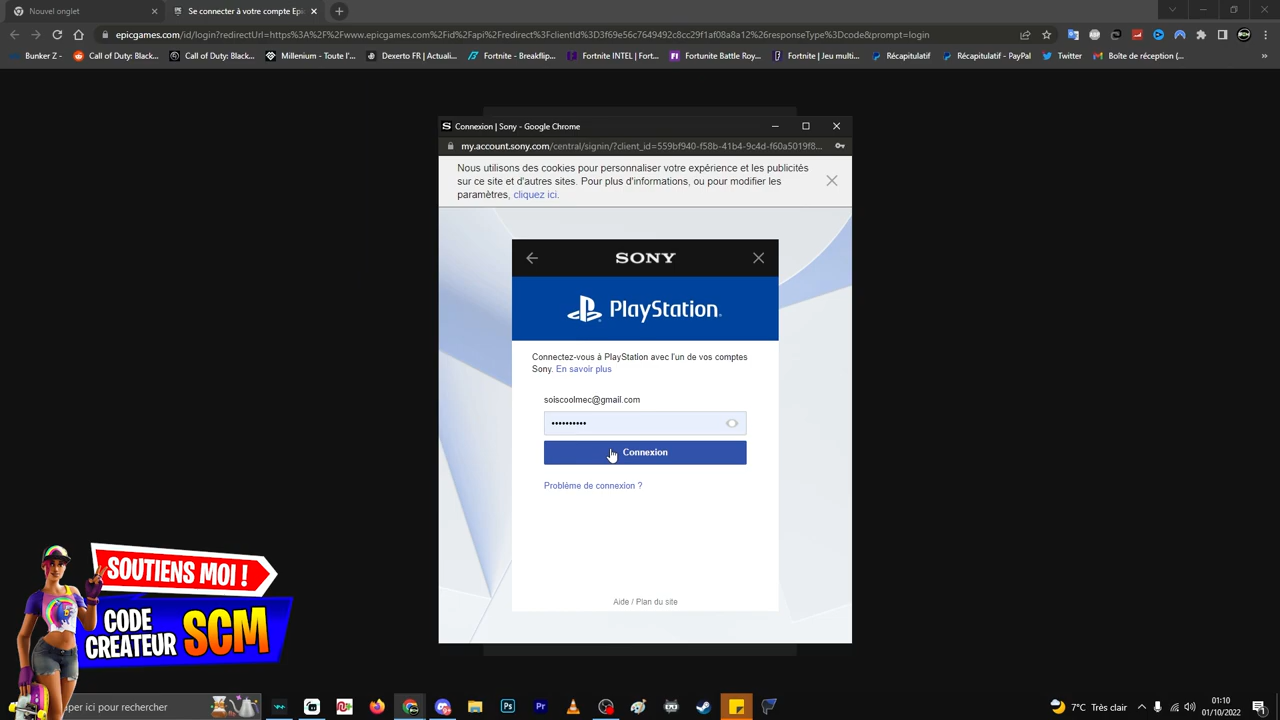 Nouvel onglet
Se connecter à votre compte Epic
epicgames.com/id/login?redirectUrl=https%3A%2F%2Fwww.epicgames.com%2Fid%2Fapi%2Fredirect%3FclientId%3D3f69e56c7649492c8cc29f1af08a8a12%26responseType%3Dcode&prompt=login
Bunker Z -
Call of Duty: Black...
Call of Duty: Black...
Millenium - Toute l'...
Dexerto FR | Actuali...
Fortnite - Breakflip...
Fortnite INTEL | Fort...
Furtunite Battle Roy...
Fortnite | Jeu multi...
Récapitulatif
Récapitulatif - PayPal
Twitter
Boîte de réception (...
»
S Connexion | Sony - Google Chrome
my.account.sony.com/central/signin/?client_id=559bf940-f58b-41b4-9c4d-f60a5019f8...
Nous utilisons des cookies pour personnaliser votre expérience et les publicités
sur ce site et d'autres sites. Pour plus d'informations, ou pour modifier les
paramètres, cliquez ici.
SONY
PlayStation
Connectez-vous à PlayStation avec l'un de vos comptes
Sony. En savoir plus
soiscoolmec@gmail.com
••••••••••
Connexion
Problème de connexion ?
Aide / Plan du site
SOUTIENS MOI !
CODE
CREATEUR SCM
aper ici pour rechercher
7°C Très clair
01:10
01/10/2022